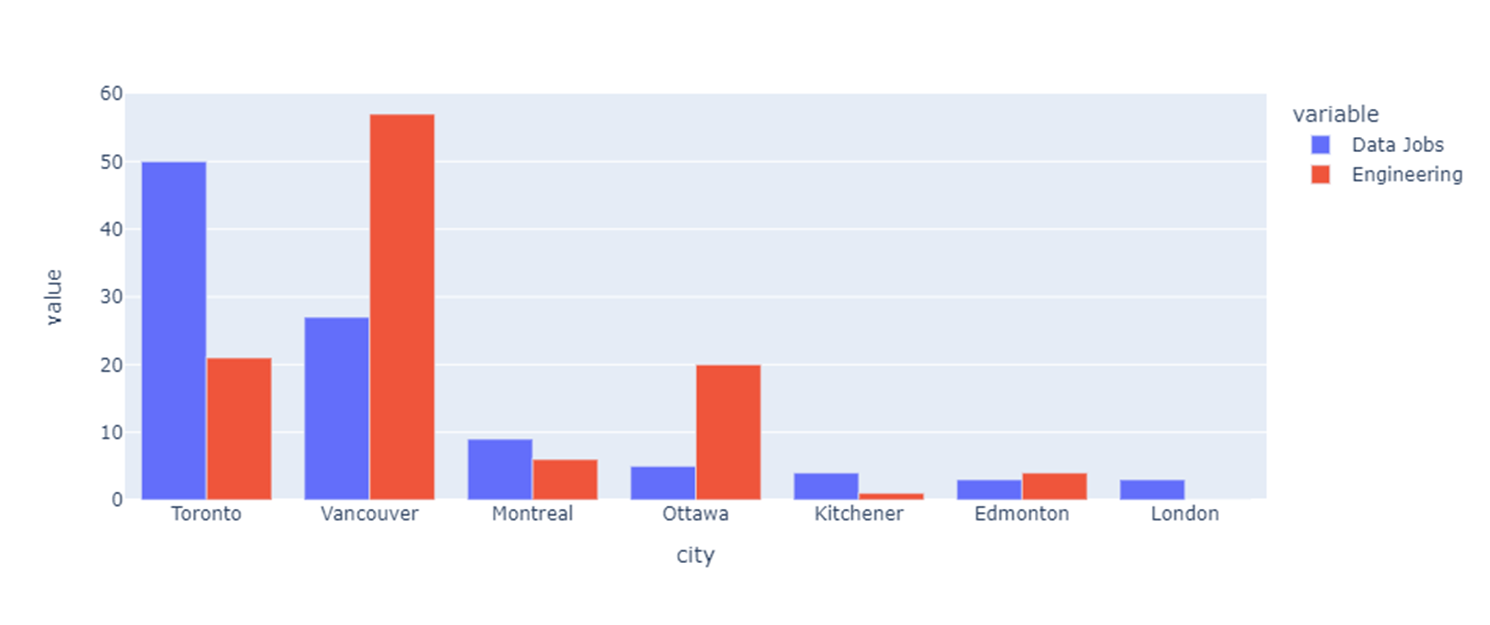 60
50
40
30
20
10
0
value
Toronto Vancouver Montreal Ottawa Kitchener Edmonton London
city
variable
Data Jobs
Engineering